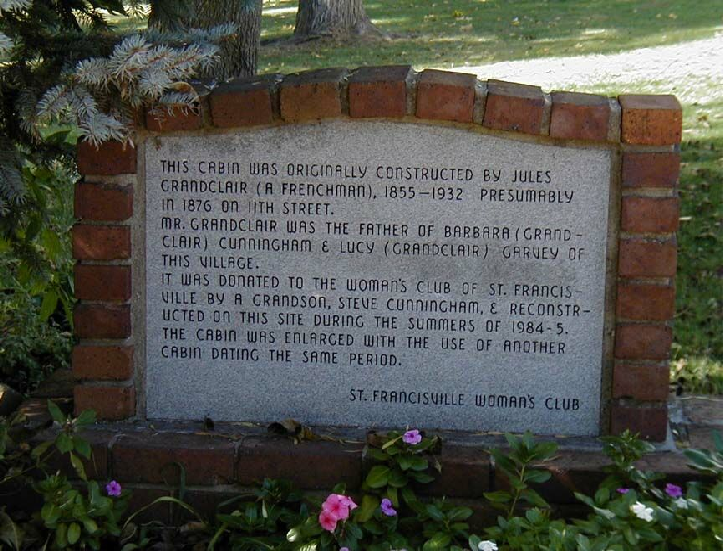 THIS CABIN WAS ORIGINALLY CONSTRUCTED BY JULES
GRANDCLAIR (A FRENCHMAN), 1855-1932 PRESUMABLY
IN 1876 ON 11TH STREET.
MR. GRANDCLAIR WAS THE FATHER OF BARBARA (GRAND-
CLAIR) CUNNINGHAM & LUCY (GRANDCLAIR) GARVEY OF
THIS VILLAGE.
IT WAS DONATED TO THE WOMAN'S CLUB OF ST. FRANCIS-
VILLE BY A GRANDSON, STEVE CUNNINGHAM, & RECONSTR-
UCTED ON THIS SITE DURING THE SUMMERS OF 1984-5.
THE CABIN WAS ENLARGED WITH THE USE OF ANOTHER
CABIN DATING THE SAME PERIOD.
ST. FRANCISVILLE WOMAN'S CLUB